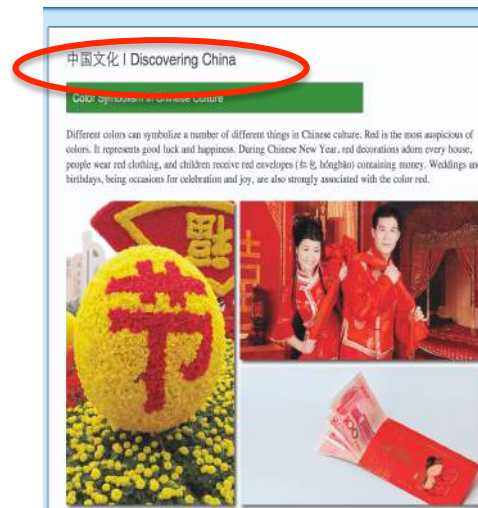 中国文化 I Discovering China
Color Symbolism in Chinese Culture
Different colors can symbolize a number of different things in Chinese culture. Red is the most auspicious of
colors. It represents good luck and happiness. During Chinese New Year, red decorations adorn every house,
people wear red clothing, and children receive red envelopes (红包, hóngbāo) containing money. Weddings and
birthdays, being occasions for celebration and joy, are also strongly associated with the color red.
福
节
100